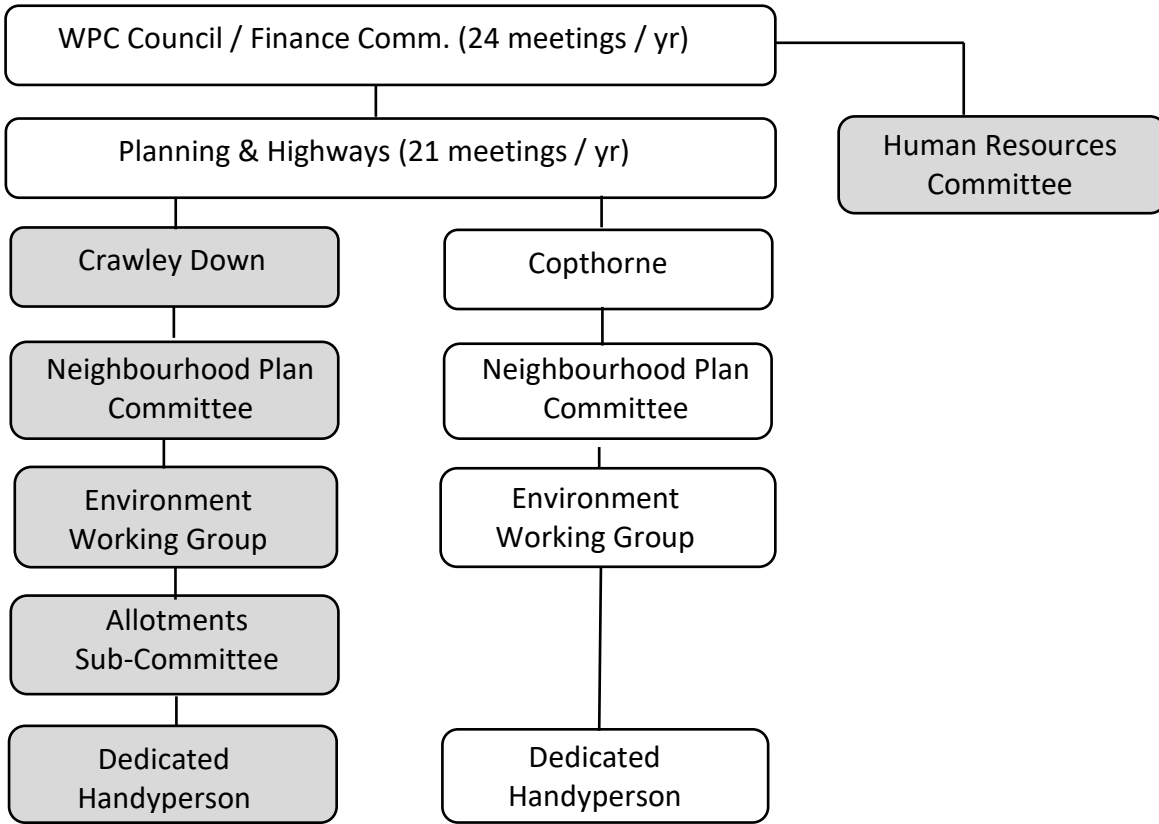 WPC Council / Finance Comm. (24 meetings / yr)
Planning & Highways (21 meetings / yr)
Human Resources
Committee
Crawley Down
Copthorne
Neighbourhood Plan
Committee
Neighbourhood Plan
Committee
Environment
Working Group
Environment
Working Group
Allotments
Sub-Committee
Dedicated
Handyperson
Dedicated
Handyperson